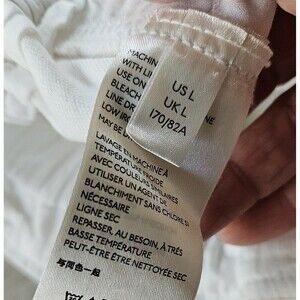 US L
UK L
170/82A
MACHIN
WITH LI
USE ON
BLEACH
LINE DR
LOW IRO
MAY BE D
LAVAGE EN MACHINE À
TEMPÉRATURE FROIDE
AVEC COULEURS SIMILAIRES
UTILISER UN AGENT DE
BLANCHIMENT SANS CHLORE SI
NÉCESSAIRE
LIGNE SEC
REPASSER, AU BESOIN, À TRÈS
BASSE TEMPÉRATURE
PEUT-ÊTRE ÊTRE NETTOYÉE SEC
与同色一起